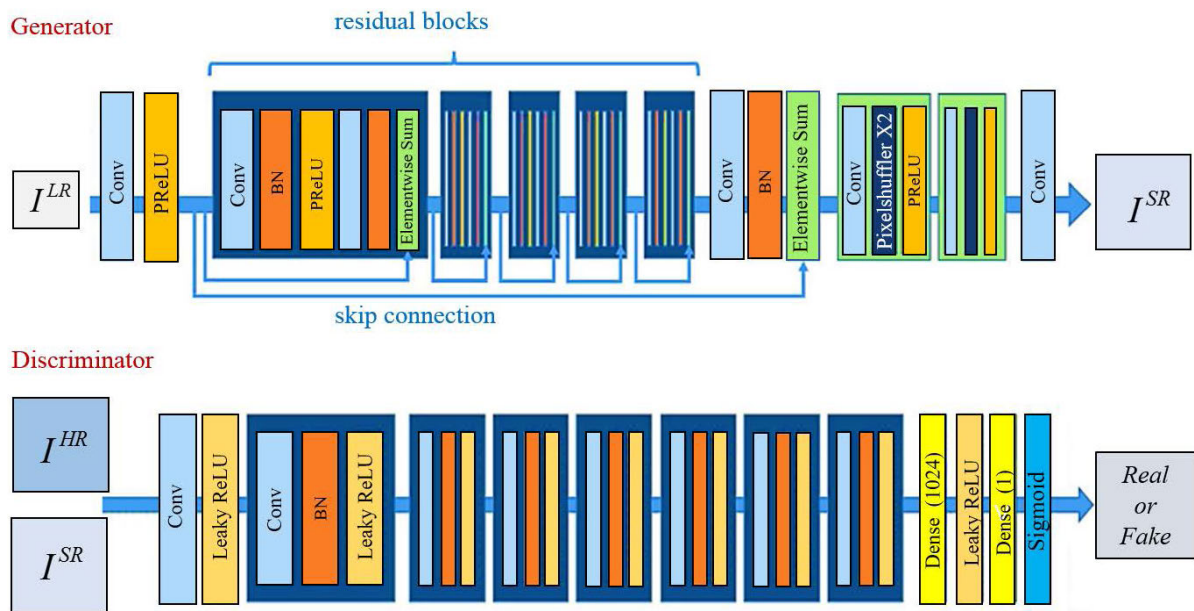 Generator
residual blocks
I^LR
Conv
PReLU
Conv
BN
PReLU
Elementwise Sum
Conv
BN
Elementwise Sum
Conv
Pixelshuffler X2
PReLU
Conv
I^SR
skip connection
Discriminator
I^HR
I^SR
Conv
Leaky ReLU
Conv
BN
Leaky ReLU
Dense (1024)
Leaky ReLU
Dense (1)
Sigmoid
Real
or
Fake